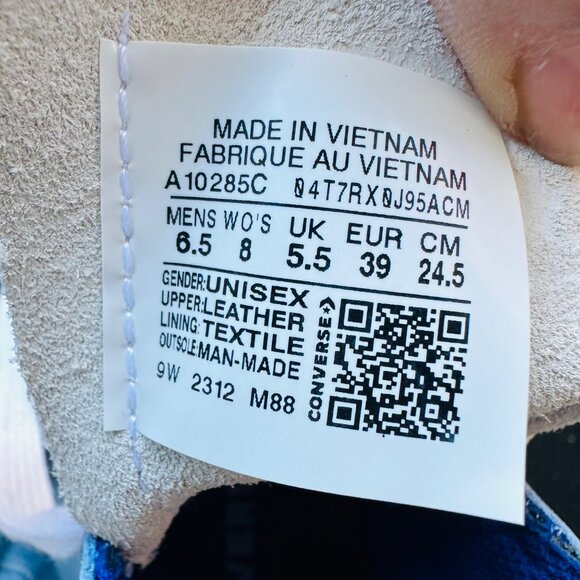 MADE IN VIETNAM
FABRIQUE AU VIETNAM
A10285C 04T7RX0J95ACM
MENS WO'S UK EUR CM
6.5 8 5.5 39 24.5
GENDER:UNISEX
UPPER:LEATHER
LINING:TEXTILE
OUTSOLE:MAN-MADE
9W 2312 M88
CONVERSE